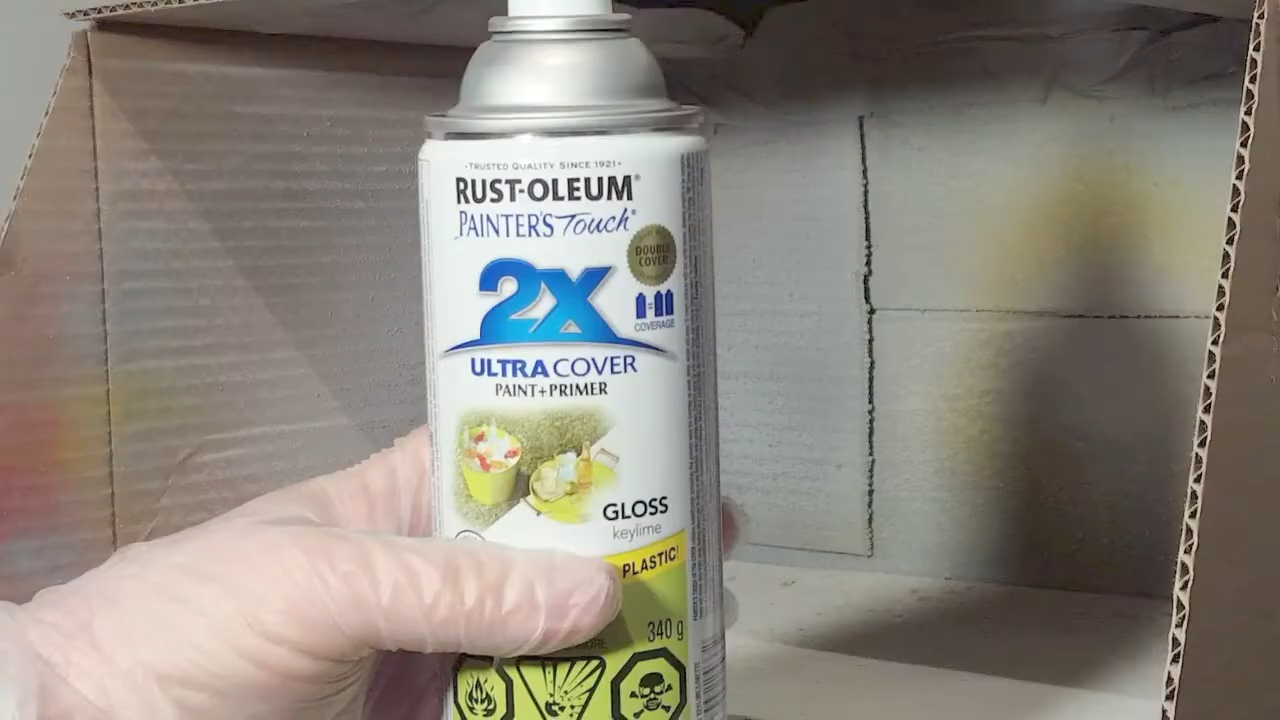 ·TRUSTED QUALITY SINCE 1921·
RUST-OLEUM®
PAINTER'S Touch®
DOUBLE
COVER
2X
COVERAGE
ULTRA COVER
PAINT+PRIMER
GLOSS
keylime
PLASTIC!
340 g